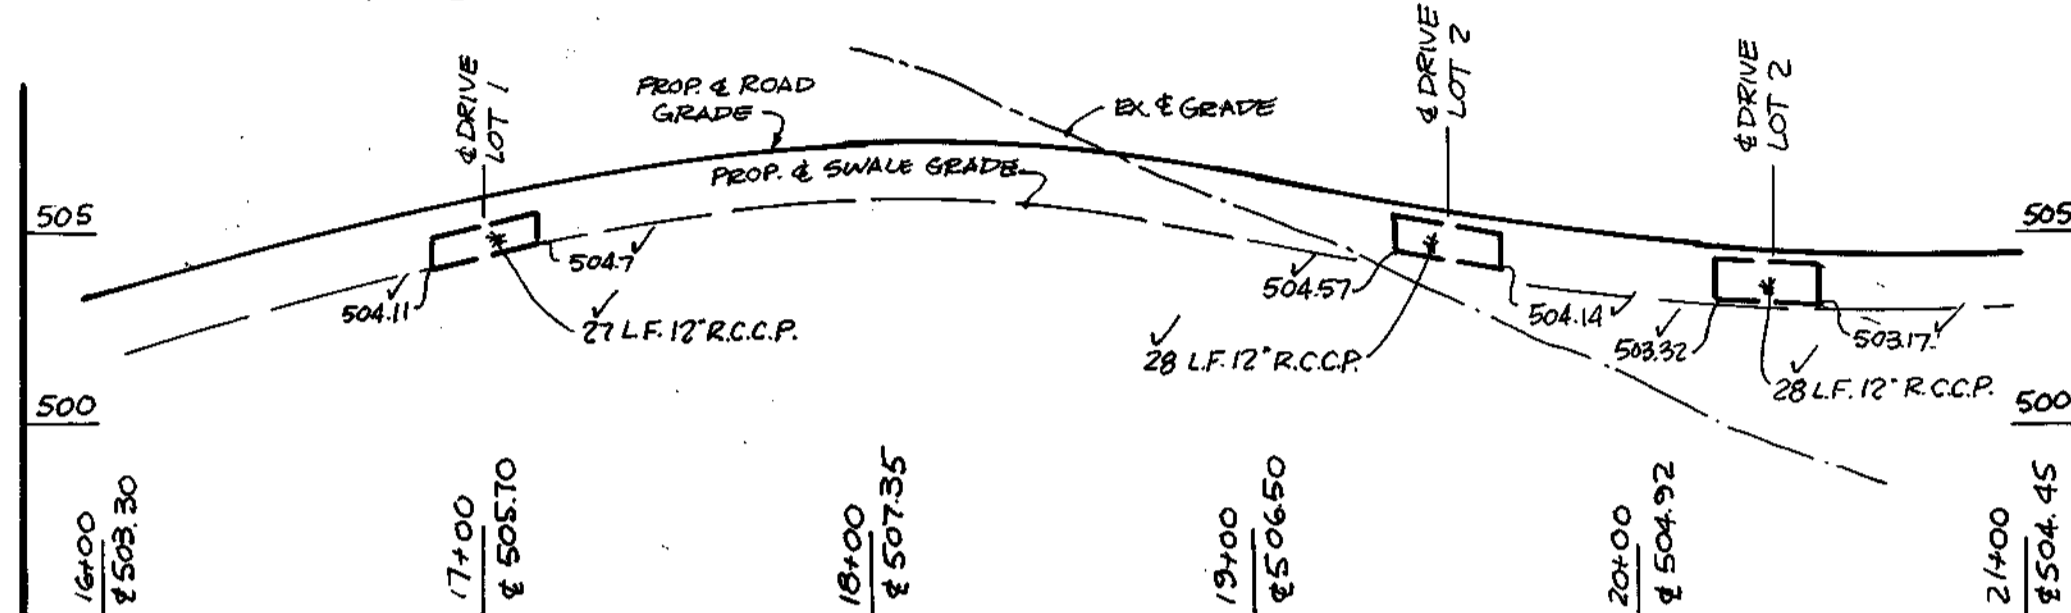 ℄ DRIVE
LOT 1
PROP. ℄ ROAD
GRADE
EX. ℄ GRADE
℄ DRIVE
LOT 2
℄ DRIVE
LOT 2
PROP. ℄ SWALE GRADE
505
505
504.7
504.11
27 L.F. 12" R.C.C.P.
504.57
504.14
28 L.F. 12" R.C.C.P.
503.32
503.17
28 L.F. 12" R.C.C.P.
500
500
16+00
℄ 503.30
17+00
℄ 505.70
18+00
℄ 507.35
19+00
℄ 506.50
20+00
℄ 504.92
21+00
℄ 504.45